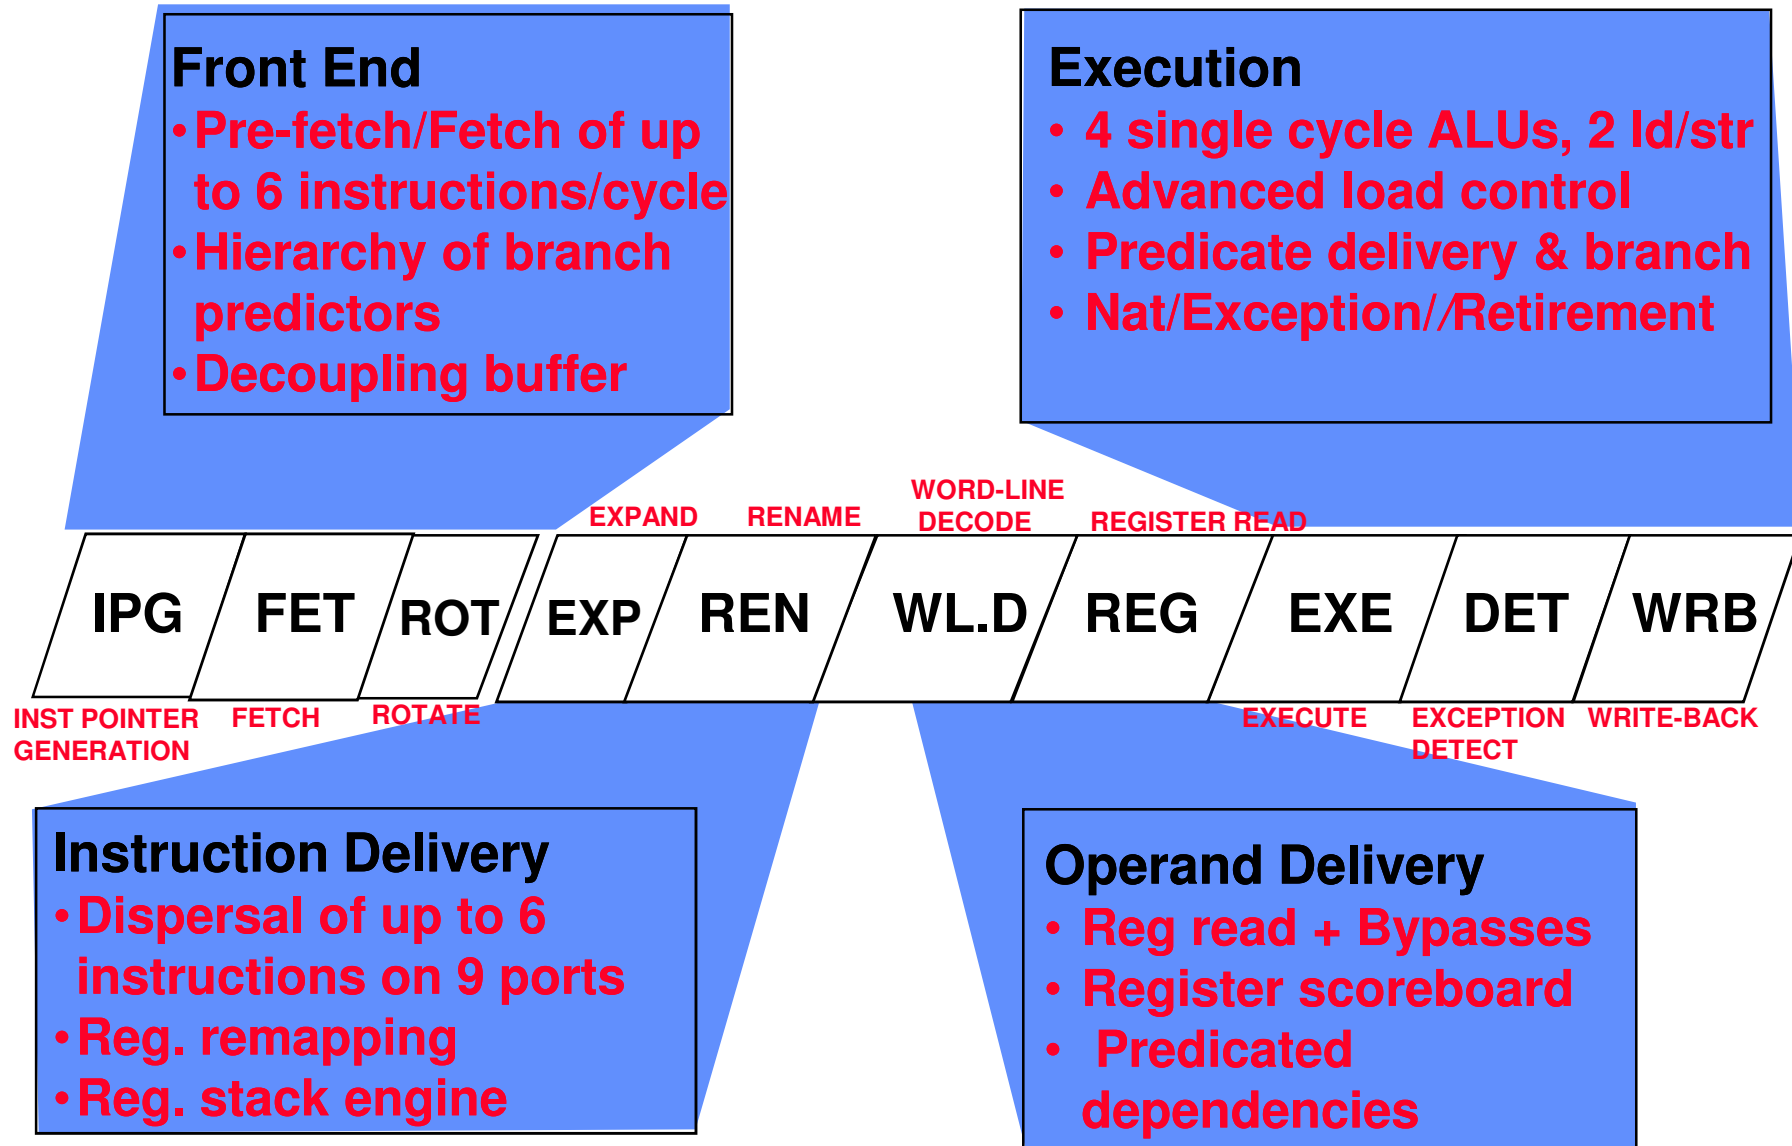 Front End
•Pre-fetch/Fetch of up
to 6 instructions/cycle
•Hierarchy of branch
predictors
•Decoupling buffer
Execution
• 4 single cycle ALUs, 2 ld/str
• Advanced load control
• Predicate delivery & branch
• Nat/Exception//Retirement
EXPAND
RENAME
WORD-LINE
DECODE
REGISTER READ
IPG
FET
ROT
EXP
REN
WL.D
REG
EXE
DET
WRB
INST POINTER
GENERATION
FETCH
ROTATE
EXECUTE
EXCEPTION
DETECT
WRITE-BACK
Instruction Delivery
•Dispersal of up to 6
instructions on 9 ports
•Reg. remapping
•Reg. stack engine
Operand Delivery
• Reg read + Bypasses
• Register scoreboard
• Predicated
dependencies